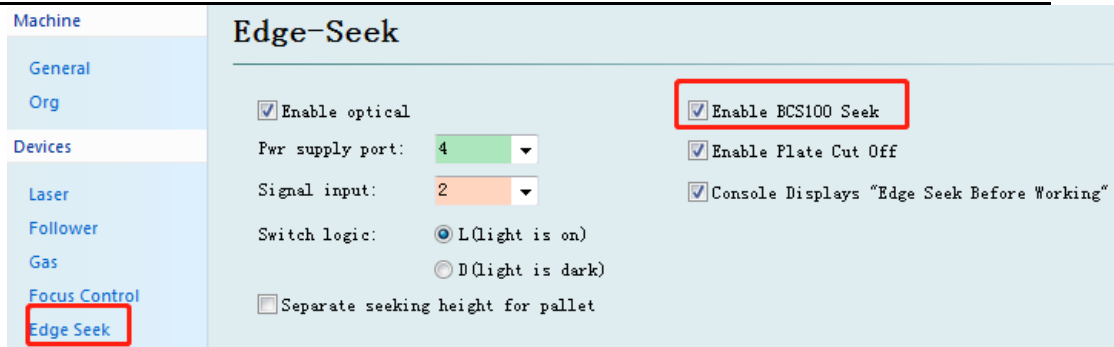 Machine
General
Org
Devices
Laser
Follower
Gas
Focus Control
Edge Seek
Edge-Seek
Enable optical
Pwr supply port: 4
Signal input: 2
Switch logic: L(light is on)
D(light is dark)
Separate seeking height for pallet
Enable BCS100 Seek
Enable Plate Cut Off
Console Displays "Edge Seek Before Working"